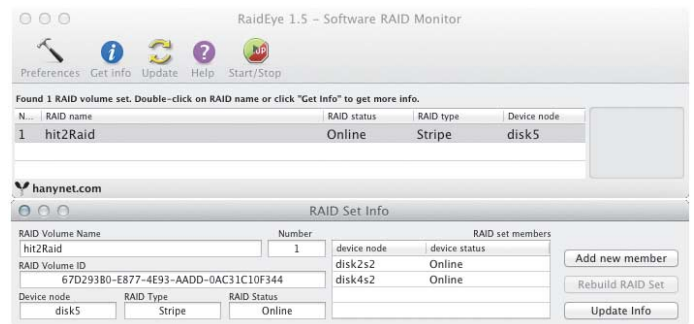 RaidEye 1.5 – Software RAID Monitor
Preferences Get info Update Help Start/Stop
Found 1 RAID volume set. Double-click on RAID name or click "Get Info" to get more info.
N... RAID name RAID status RAID type Device node
1 hit2Raid Online Stripe disk5
hanynet.com
RAID Set Info
RAID Volume Name Number RAID set members
hit2Raid 1 device node device status
RAID Volume ID disk2s2 Online Add new member
67D293B0-E877-4E93-AADD-0AC31C10F344 disk4s2 Online Rebuild RAID Set
Device node RAID Type RAID Status
disk5 Stripe Online Update Info